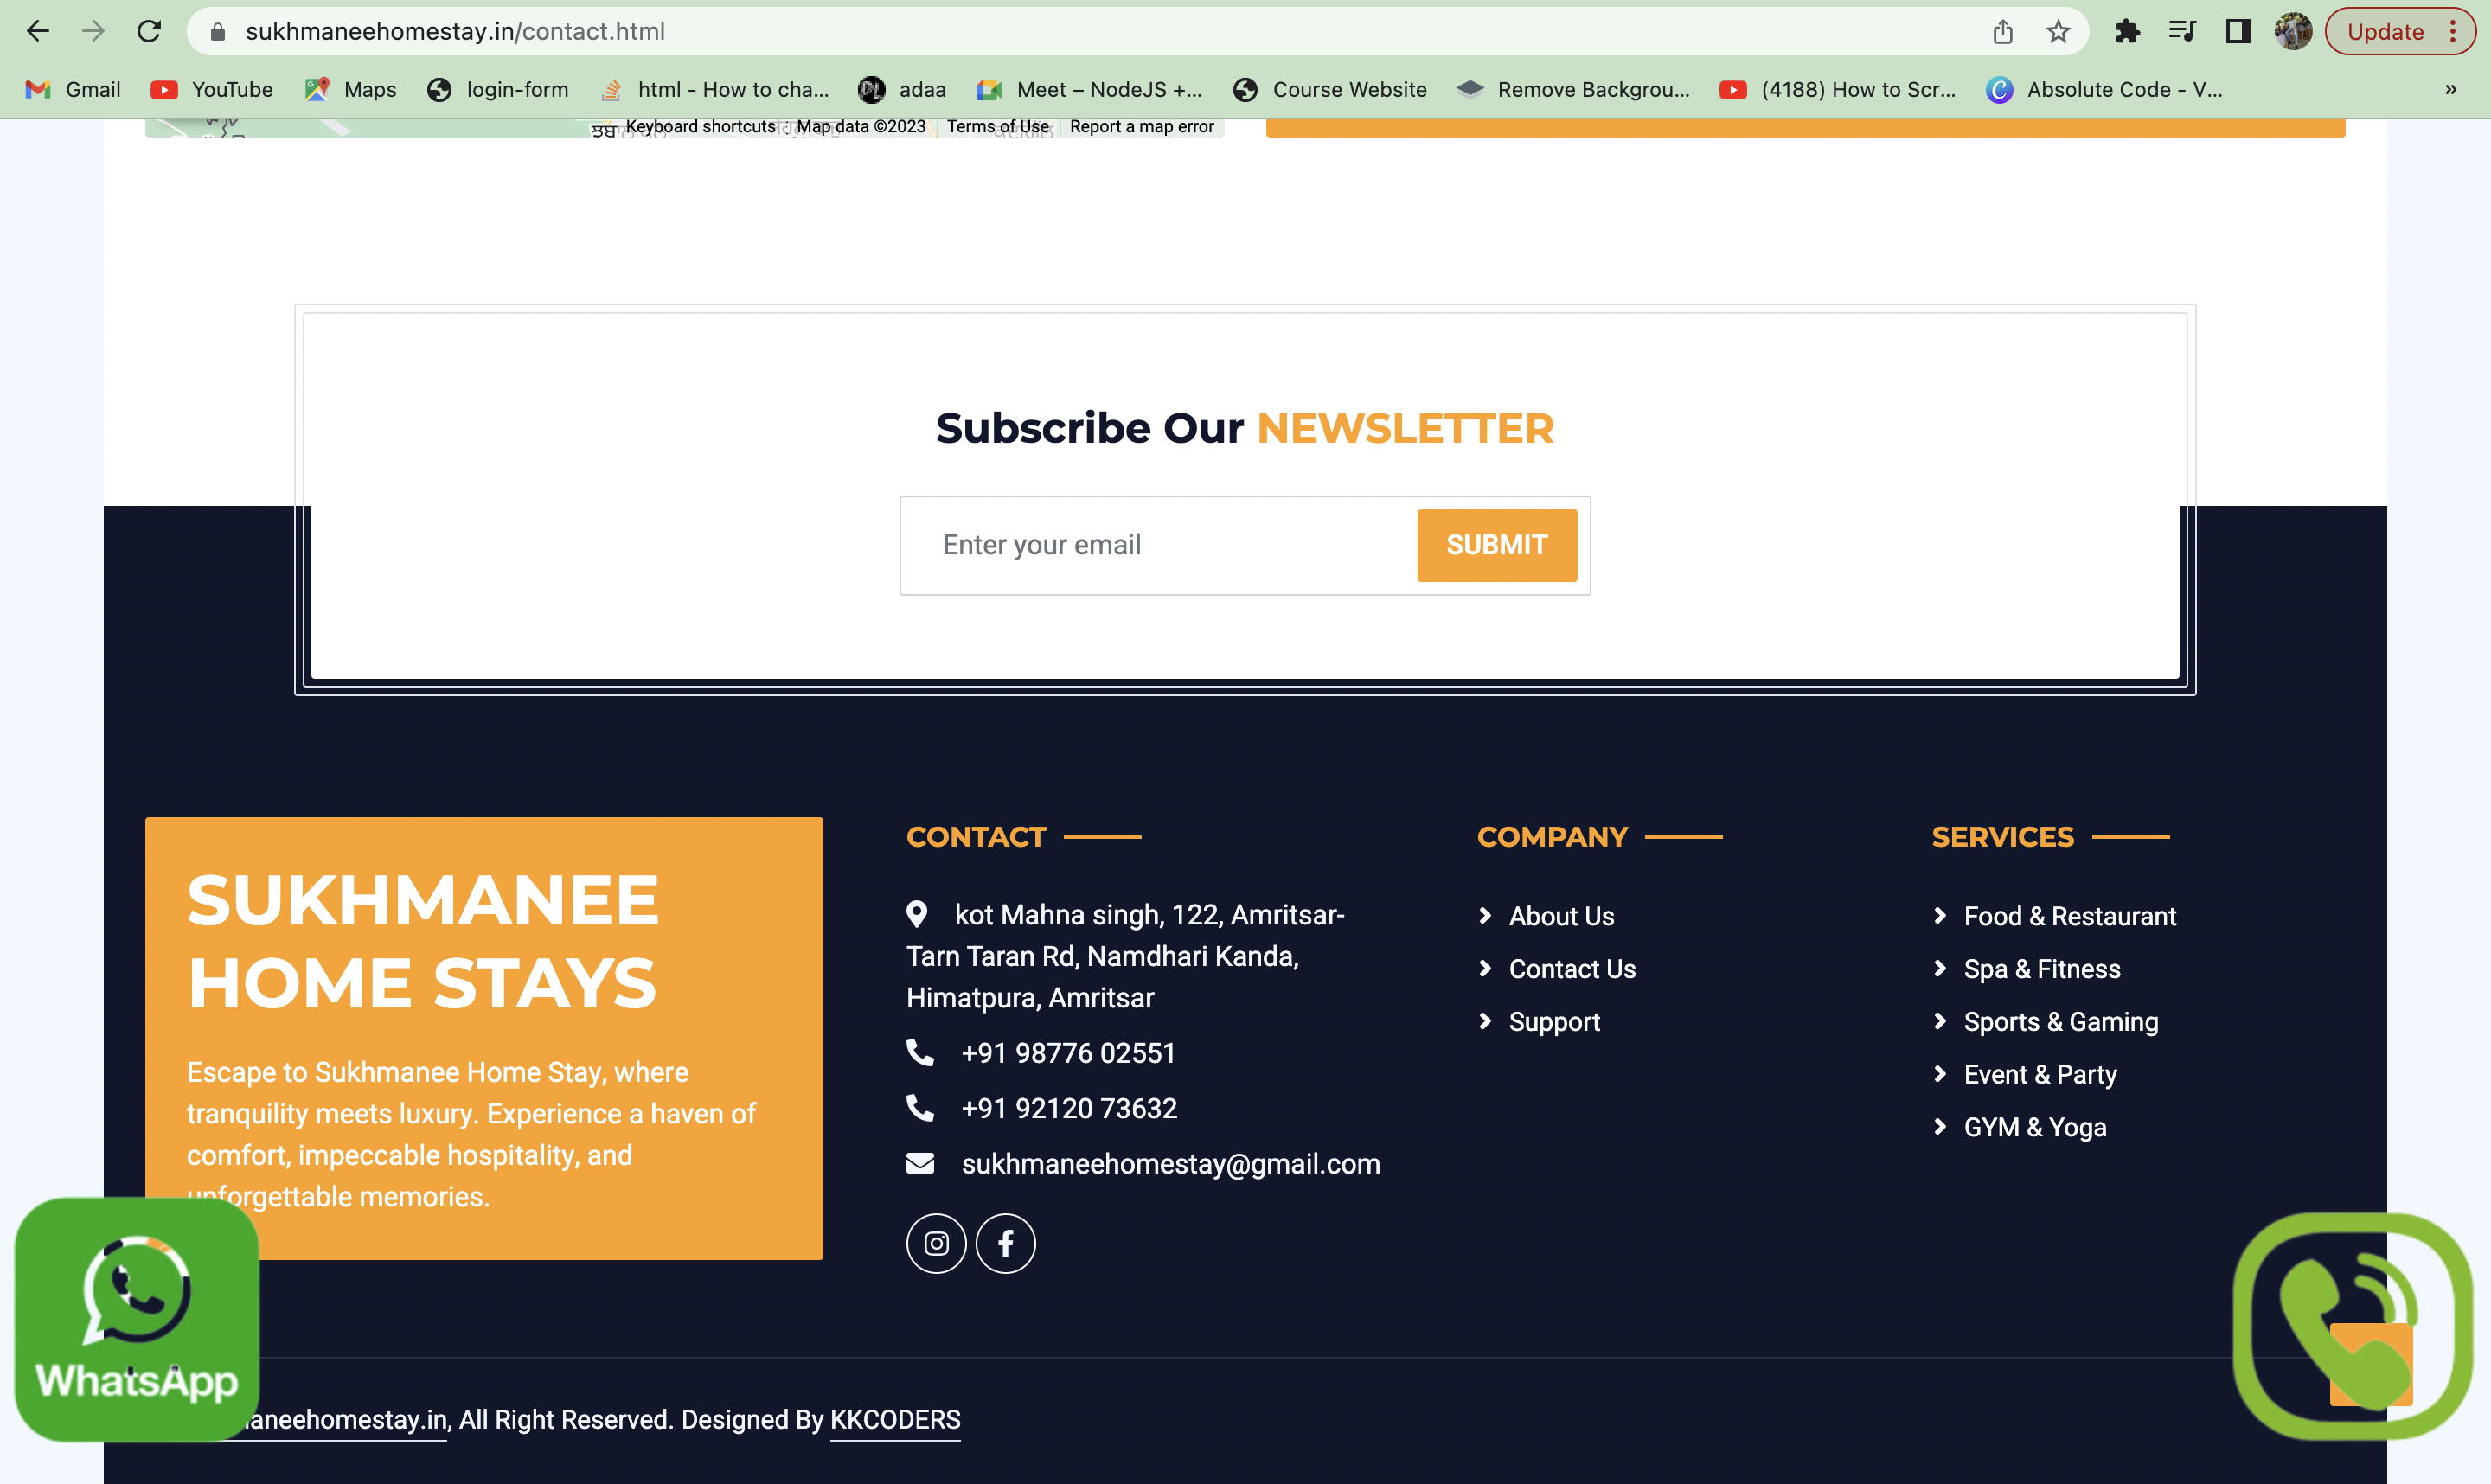 sukhmaneehomestay.in/contact.html
Update
Gmail
YouTube
Maps
login-form
html - How to cha...
adaa
Meet – NodeJS +...
Course Website
Remove Backgrou...
(4188) How to Scr...
Absolute Code - V...
»
Keyboard shortcuts
Map data ©2023
Terms of Use
Report a map error
Subscribe Our NEWSLETTER
Enter your email
SUBMIT
SUKHMANEE
HOME STAYS
Escape to Sukhmanee Home Stay, where
tranquility meets luxury. Experience a haven of
comfort, impeccable hospitality, and
unforgettable memories.
CONTACT
kot Mahna singh, 122, Amritsar-
Tarn Taran Rd, Namdhari Kanda,
Himatpura, Amritsar
+91 98776 02551
+91 92120 73632
sukhmaneehomestay@gmail.com
COMPANY
About Us
Contact Us
Support
SERVICES
Food & Restaurant
Spa & Fitness
Sports & Gaming
Event & Party
GYM & Yoga
WhatsApp
aneehomestay.in, All Right Reserved. Designed By KKCODERS